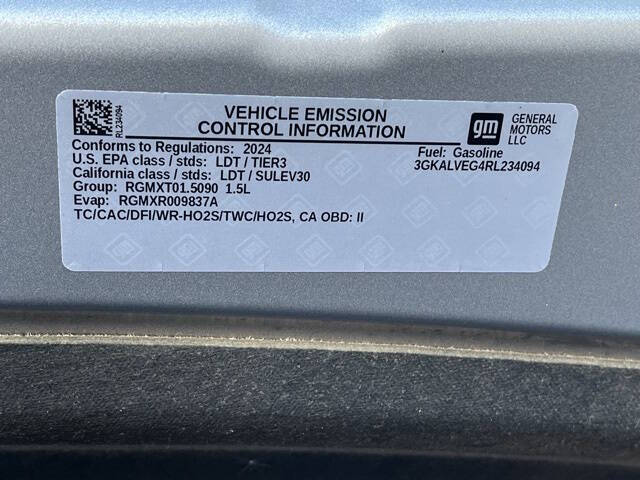 RL234094
VEHICLE EMISSION
CONTROL INFORMATION
gm
GENERAL
MOTORS
LLC
Conforms to Regulations: 2024
U.S. EPA class / stds: LDT / TIER3
California class / stds: LDT / SULEV30
Group: RGMXT01.5090 1.5L
Evap: RGMXR009837A
TC/CAC/DFI/WR-HO2S/TWC/HO2S, CA OBD: II
Fuel: Gasoline
3GKALVEG4RL234094